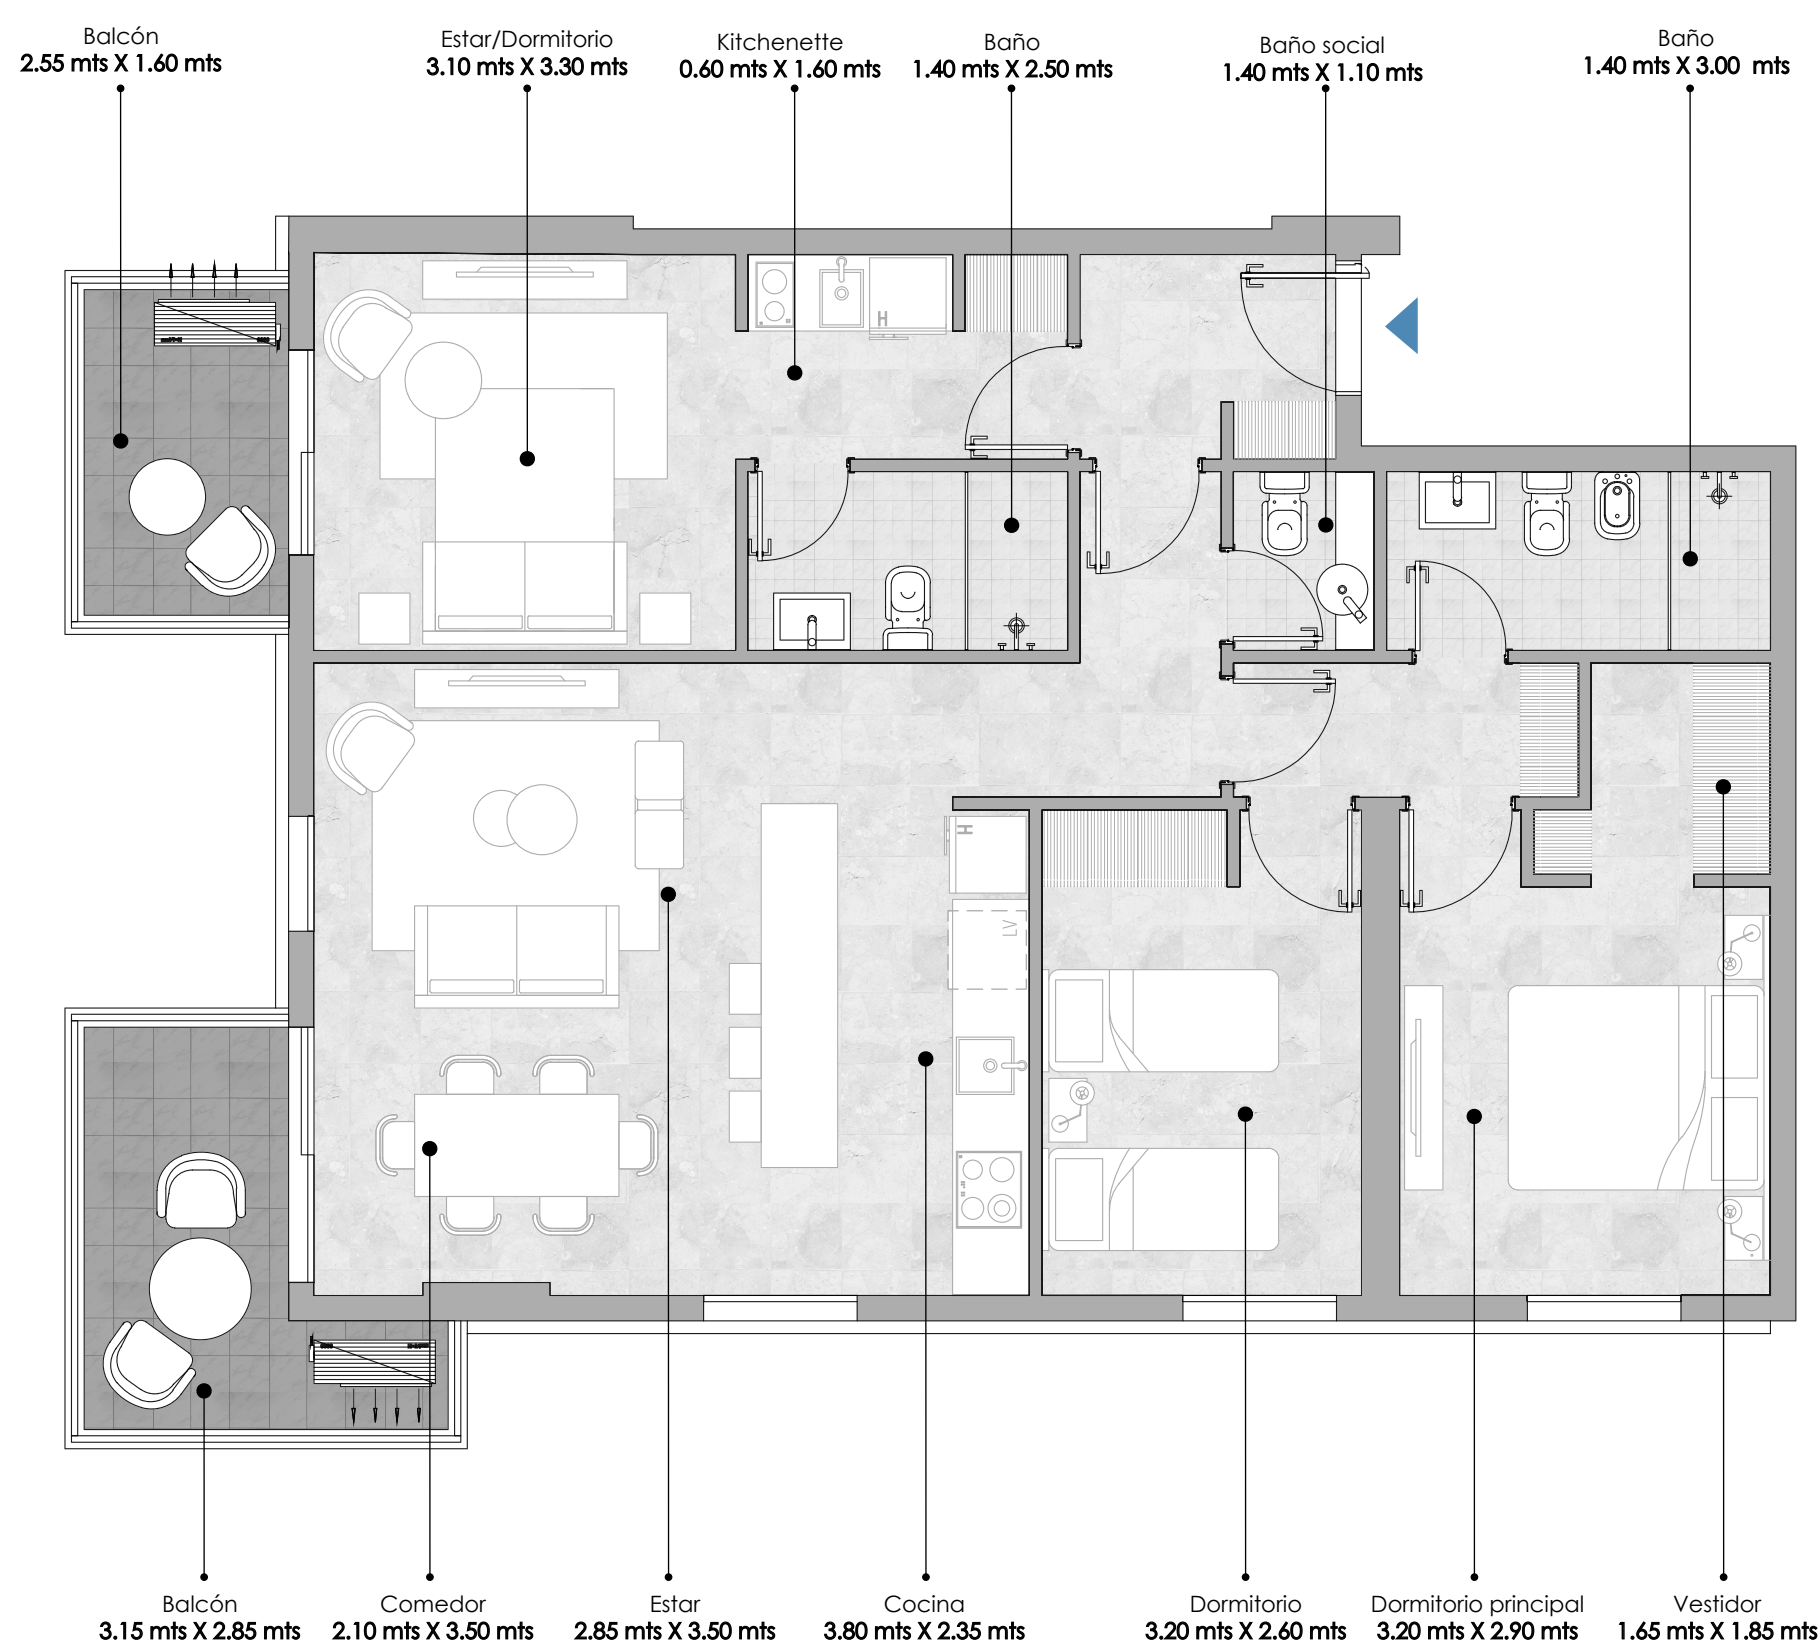 Balcón
2.55 mts X 1.60 mts
Estar/Dormitorio
3.10 mts X 3.30 mts
Kitchenette
0.60 mts X 1.60 mts
Baño
1.40 mts X 2.50 mts
Baño social
1.40 mts X 1.10 mts
Baño
1.40 mts X 3.00 mts
H
H
LV
Balcón
3.15 mts X 2.85 mts
Comedor
2.10 mts X 3.50 mts
Estar
2.85 mts X 3.50 mts
Cocina
3.80 mts X 2.35 mts
Dormitorio
3.20 mts X 2.60 mts
Dormitorio principal
3.20 mts X 2.90 mts
Vestidor
1.65 mts X 1.85 mts